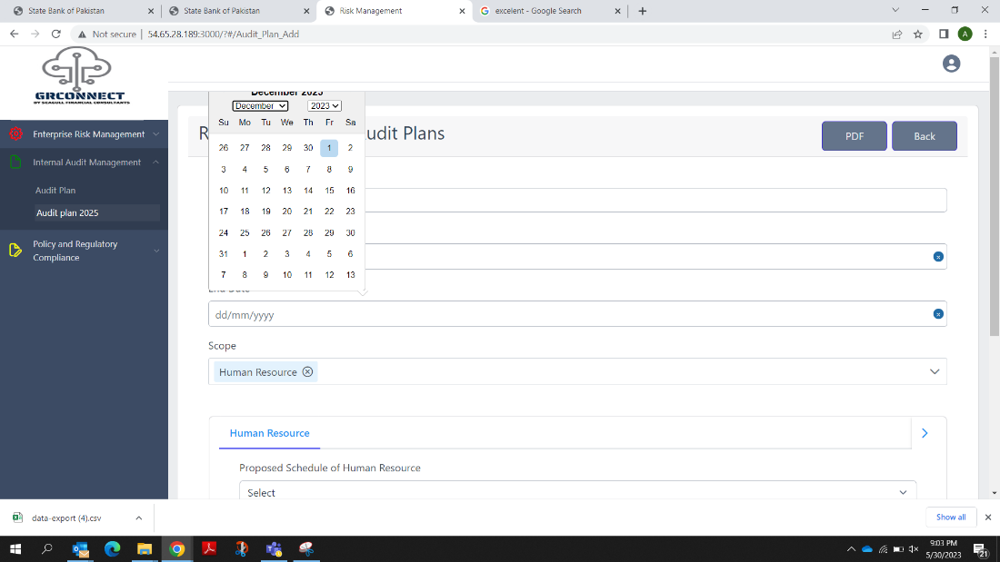 State Bank of Pakistan
State Bank of Pakistan
Risk Management
excelent - Google Search
Not secure
54.65.28.189:3000/?#/Audit_Plan_Add
A
GRCONNECT
BY SEAGULL FINANCIAL CONSULTANTS
Enterprise Risk Management
Internal Audit Management
Audit Plan
Audit plan 2025
Policy and Regulatory
Compliance
December 2023
December 2023
Su Mo Tu We Th Fr Sa
26 27 28 29 30 1 2
3 4 5 6 7 8 9
10 11 12 13 14 15 16
17 18 19 20 21 22 23
24 25 26 27 28 29 30
31 1 2 3 4 5 6
7 8 9 10 11 12 13
R udit Plans
PDF
Back
End Date
dd/mm/yyyy
Scope
Human Resource
Human Resource
Proposed Schedule of Human Resource
Select
data-export (4).csv
Show all
9:03 PM
5/30/2023
21